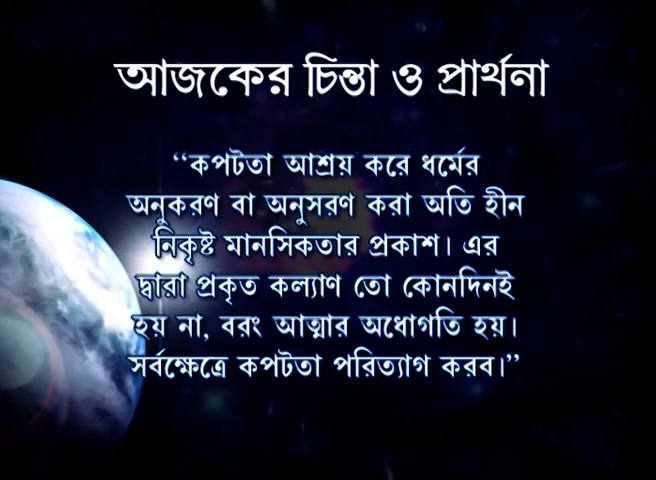 আজকের চিন্তা ও প্রার্থনা
“কপটতা আশ্রয় করে ধর্মের
অনুকরণ বা অনুসরণ করা অতি হীন
নিকৃষ্ট মানসিকতার প্রকাশ। এর
দ্বারা প্রকৃত কল্যাণ তো কোনদিনই
হয় না, বরং আত্মার অধোগতি হয়।
সর্বক্ষেত্রে কপটতা পরিত্যাগ করব।”